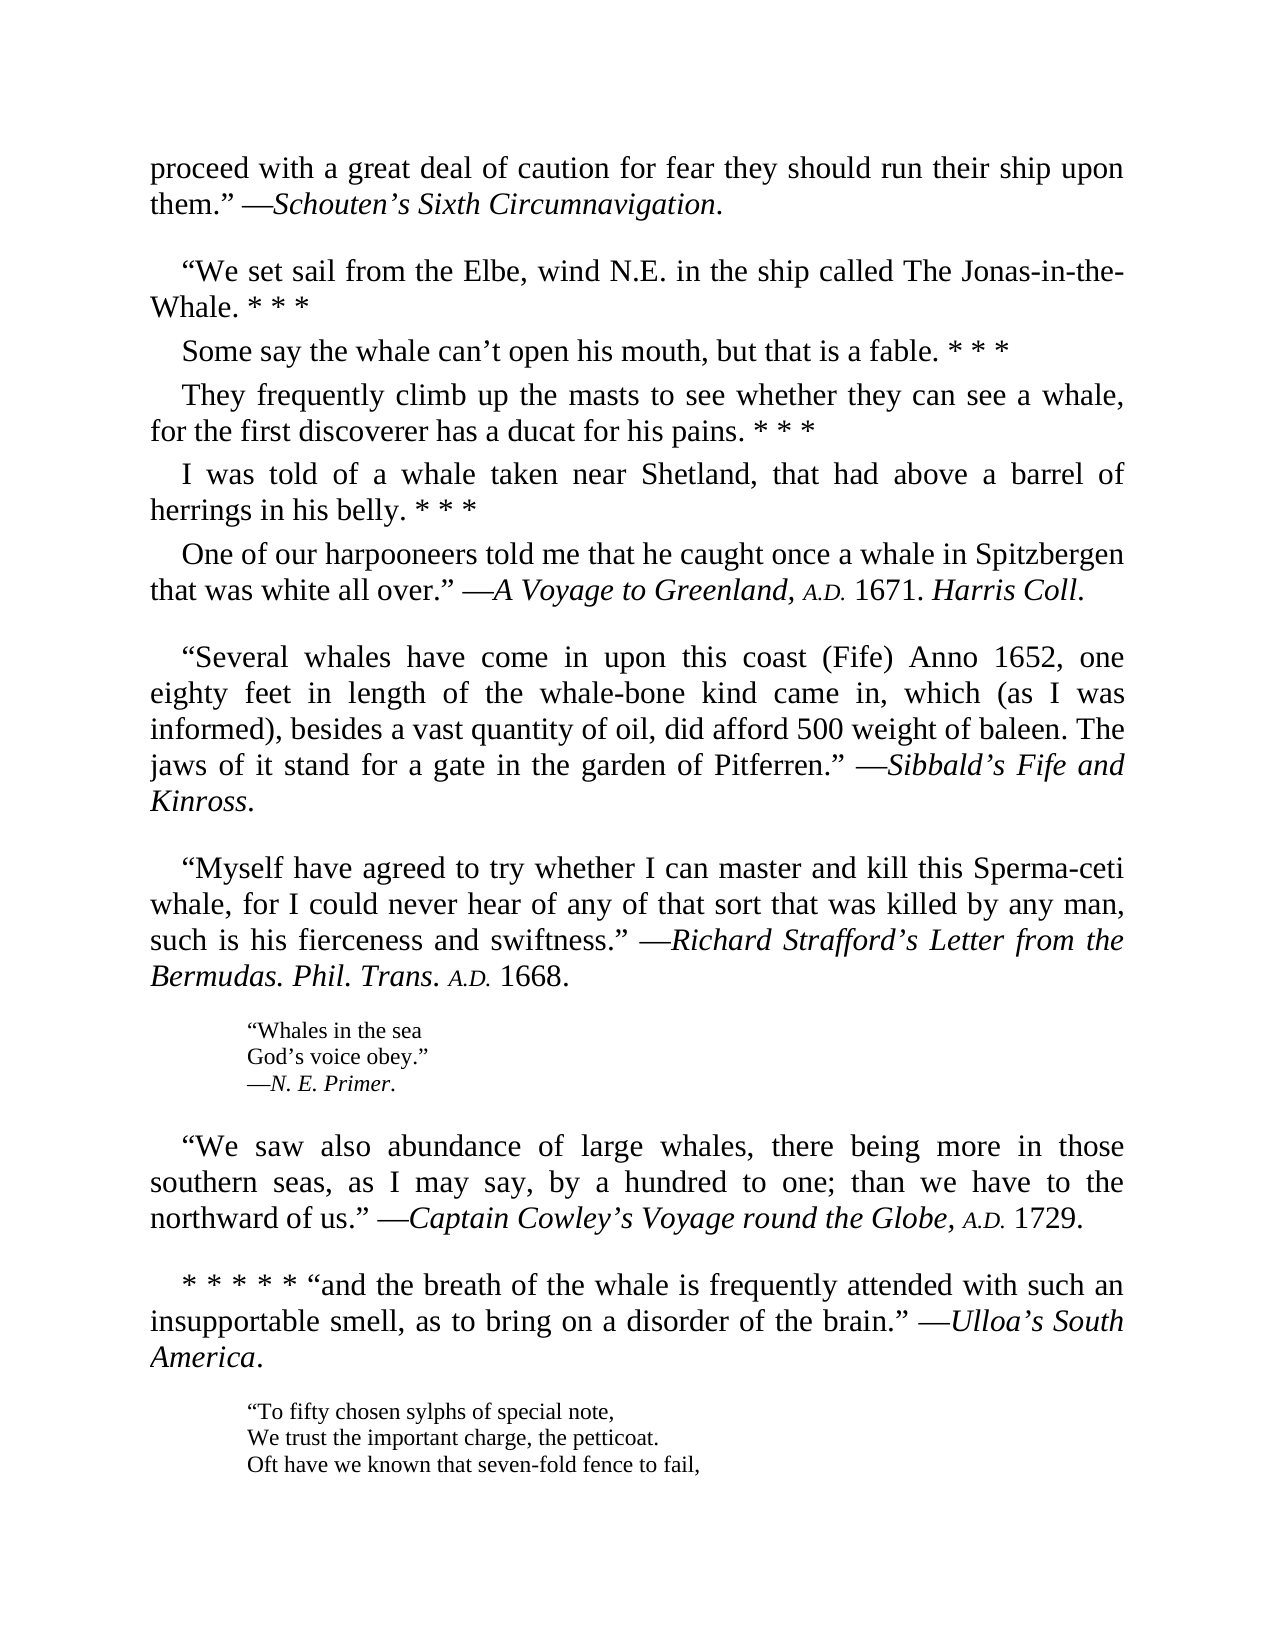 proceed with a great deal of caution for fear they should run their ship upon
them.” —Schouten’s Sixth Circumnavigation.
“We set sail from the Elbe, wind N.E. in the ship called The Jonas-in-the-
Whale. * * *
Some say the whale can’t open his mouth, but that is a fable. * * *
They frequently climb up the masts to see whether they can see a whale,
for the first discoverer has a ducat for his pains. * * *
I was told of a whale taken near Shetland, that had above a barrel of
herrings in his belly. * * *
One of our harpooneers told me that he caught once a whale in Spitzbergen
that was white all over.” —A Voyage to Greenland, A.D. 1671. Harris Coll.
“Several whales have come in upon this coast (Fife) Anno 1652, one
eighty feet in length of the whale-bone kind came in, which (as I was
informed), besides a vast quantity of oil, did afford 500 weight of baleen. The
jaws of it stand for a gate in the garden of Pitferren.” —Sibbald’s Fife and
Kinross.
“Myself have agreed to try whether I can master and kill this Sperma-ceti
whale, for I could never hear of any of that sort that was killed by any man,
such is his fierceness and swiftness.” —Richard Strafford’s Letter from the
Bermudas. Phil. Trans. A.D. 1668.
“Whales in the sea
God’s voice obey.”
—N. E. Primer.
“We saw also abundance of large whales, there being more in those
southern seas, as I may say, by a hundred to one; than we have to the
northward of us.” —Captain Cowley’s Voyage round the Globe, A.D. 1729.
* * * * * “and the breath of the whale is frequently attended with such an
insupportable smell, as to bring on a disorder of the brain.” —Ulloa’s South
America.
“To fifty chosen sylphs of special note,
We trust the important charge, the petticoat.
Oft have we known that seven-fold fence to fail,